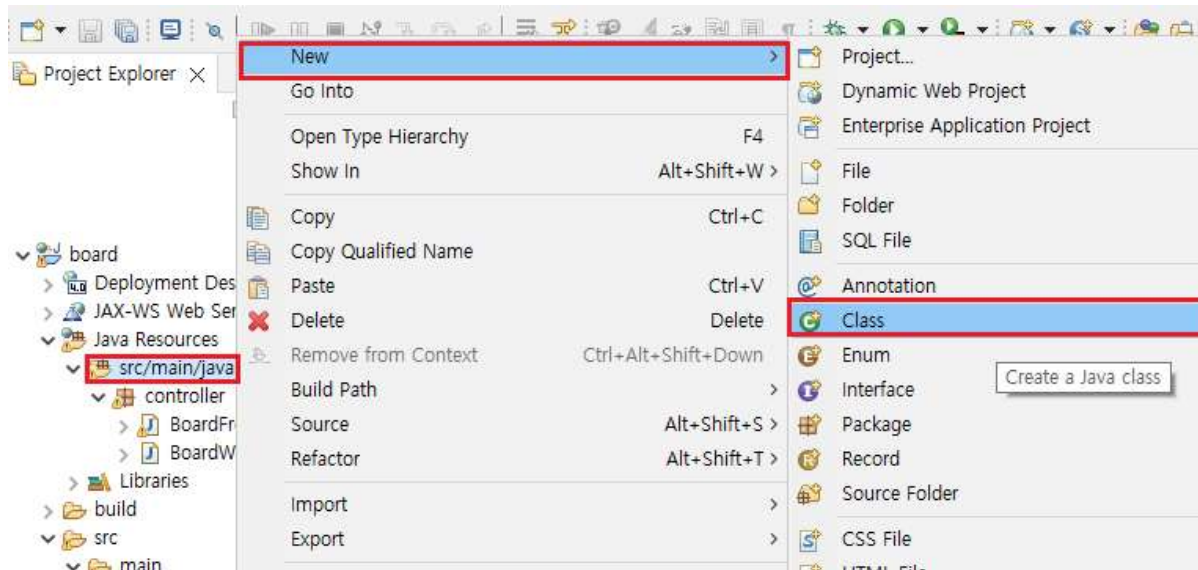 Project Explorer
board
Deployment Des
JAX-WS Web Ser
Java Resources
src/main/java
controller
BoardFr
BoardW
Libraries
build
src
main
New
Go Into
Open Type Hierarchy F4
Show In Alt+Shift+W >
Copy Ctrl+C
Copy Qualified Name
Paste Ctrl+V
Delete Delete
Remove from Context Ctrl+Alt+Shift+Down
Build Path
Source Alt+Shift+S >
Refactor Alt+Shift+T >
Import
Export
Project...
Dynamic Web Project
Enterprise Application Project
File
Folder
SQL File
Annotation
Class
Enum
Create a Java class
Interface
Package
Record
Source Folder
CSS File
HTML File